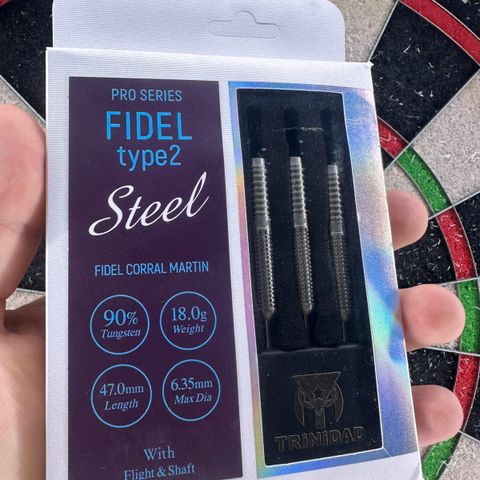 PRO SERIES
FIDEL
type2
Steel
FIDEL CORRAL MARTIN
90%
Tungsten
18.0g
Weight
47.0mm
Length
6.35mm
Max Dia
With
Flight & Shaft
TRiNiDAD